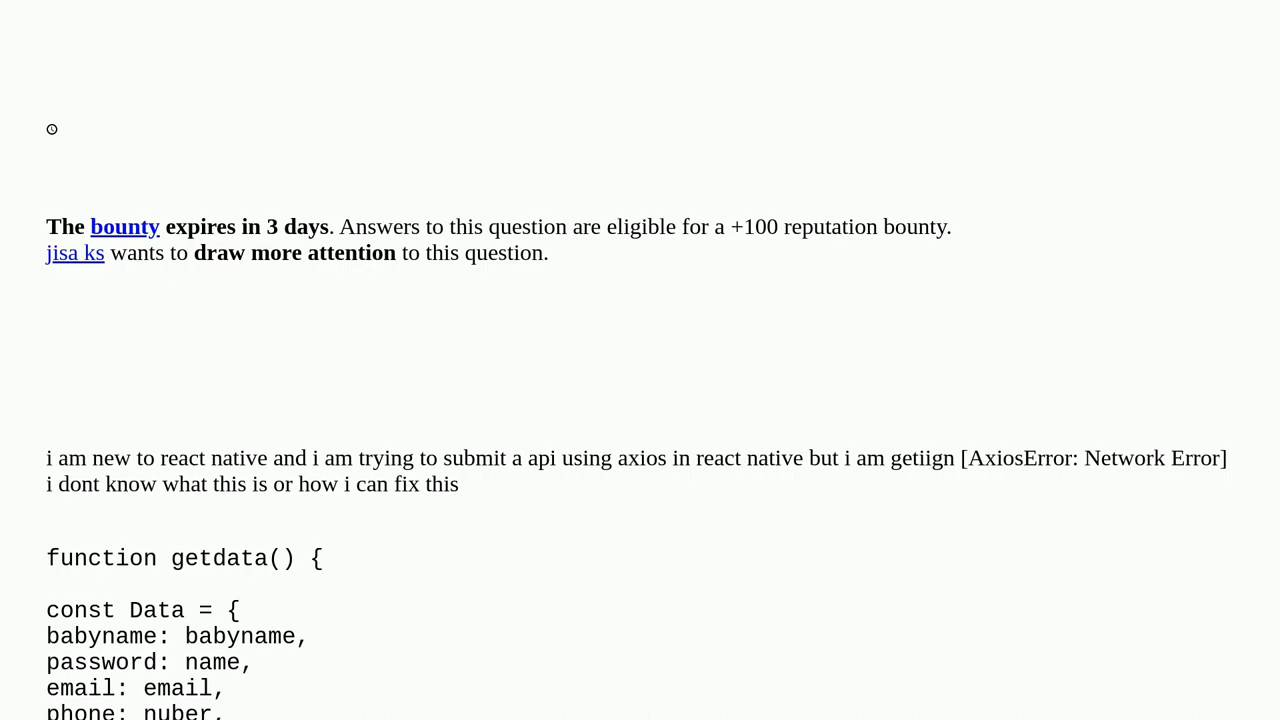 The bounty expires in 3 days. Answers to this question are eligible for a +100 reputation bounty.
jisa ks wants to draw more attention to this question.
i am new to react native and i am trying to submit a api using axios in react native but i am getiign [AxiosError: Network Error]
i dont know what this is or how i can fix this
function getdata() {
const Data = {
babyname: babyname,
password: name,
email: email,
phone: nuber,